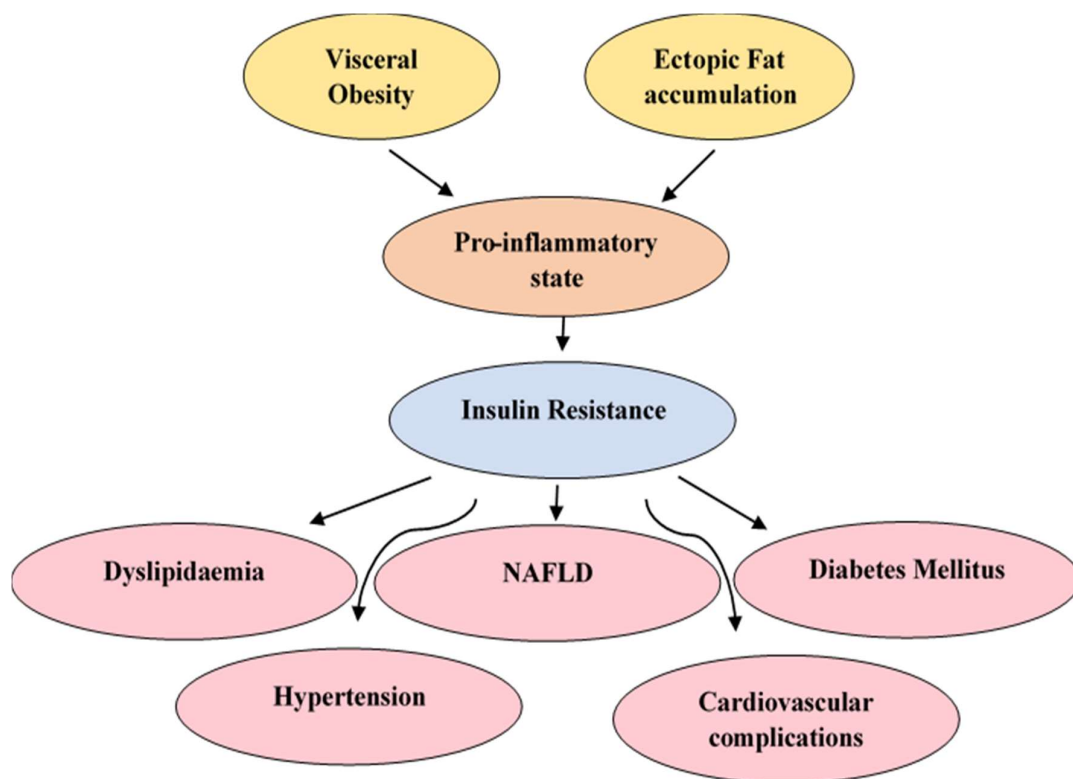 Visceral
Obesity
Ectopic Fat
accumulation
Pro-inflammatory
state
Insulin Resistance
Dyslipidaemia
NAFLD
Diabetes Mellitus
Hypertension
Cardiovascular
complications